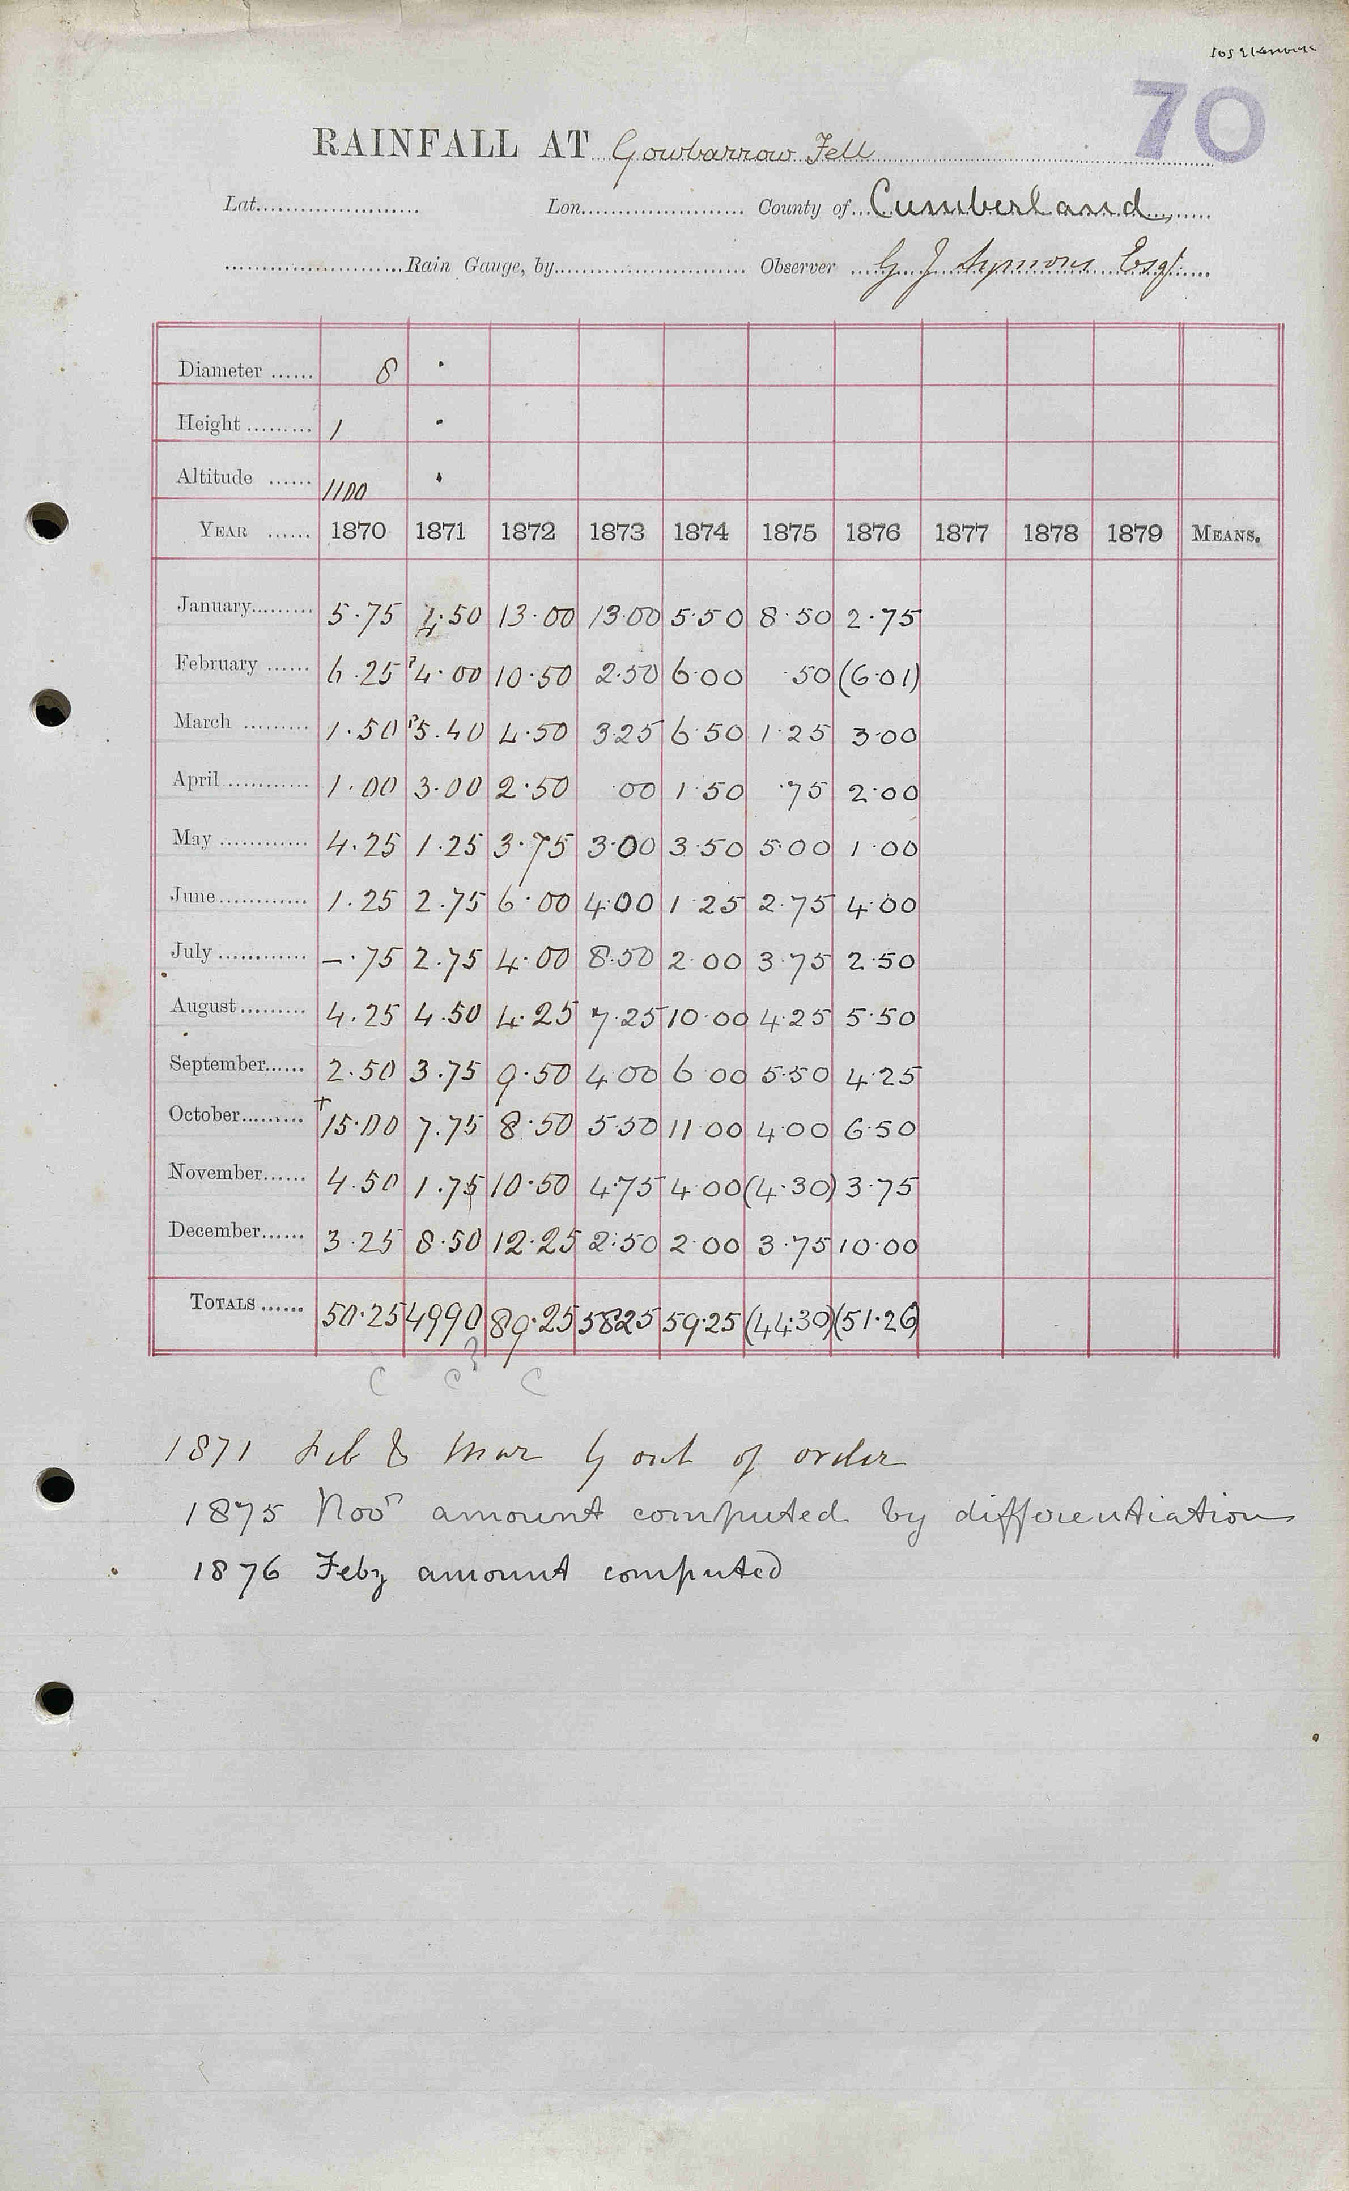 70
RAINFALL AT Gowbarrow Fell
Lat. Lon. County of Cumberland
Rain Gauge, by Observer G J Symons Esqr
Diameter 8 .
Height 1 .
Altitude 1100 .
YEAR 1870 1871 1872 1873 1874 1875 1876 1877 1878 1879 MEANS.
January 5.75 4.50 13.00 13.00 5.50 8.50 2.75
February 6.25 ?4.00 10.50 2.50 6.00 .50 (6.01)
March 1.50 ?5.40 4.50 3.25 6.50 1.25 3.00
April 1.00 3.00 2.50 .00 1.50 .75 2.00
May 4.25 1.25 3.75 3.00 3.50 5.00 1.00
June 1.25 2.75 6.00 4.00 1.25 2.75 4.00
July –.75 2.75 4.00 8.50 2.00 3.75 2.50
August 4.25 4.50 4.25 7.25 10.00 4.25 5.50
September 2.50 3.75 9.50 4.00 6.00 5.50 4.25
October †15.00 7.75 8.50 5.50 11.00 4.00 6.50
November 4.50 1.75 10.50 4.75 4.00 (4.30) 3.75
December 3.25 8.50 12.25 2.50 2.00 3.75 10.00
TOTALS 50.25 49.90 89.25 58.25 59.25 (44.30) (51.26)
C C? C
1871 Feb & Mar G out of order
1875 Novr amount computed by differentiation
1876 Feby amount computed